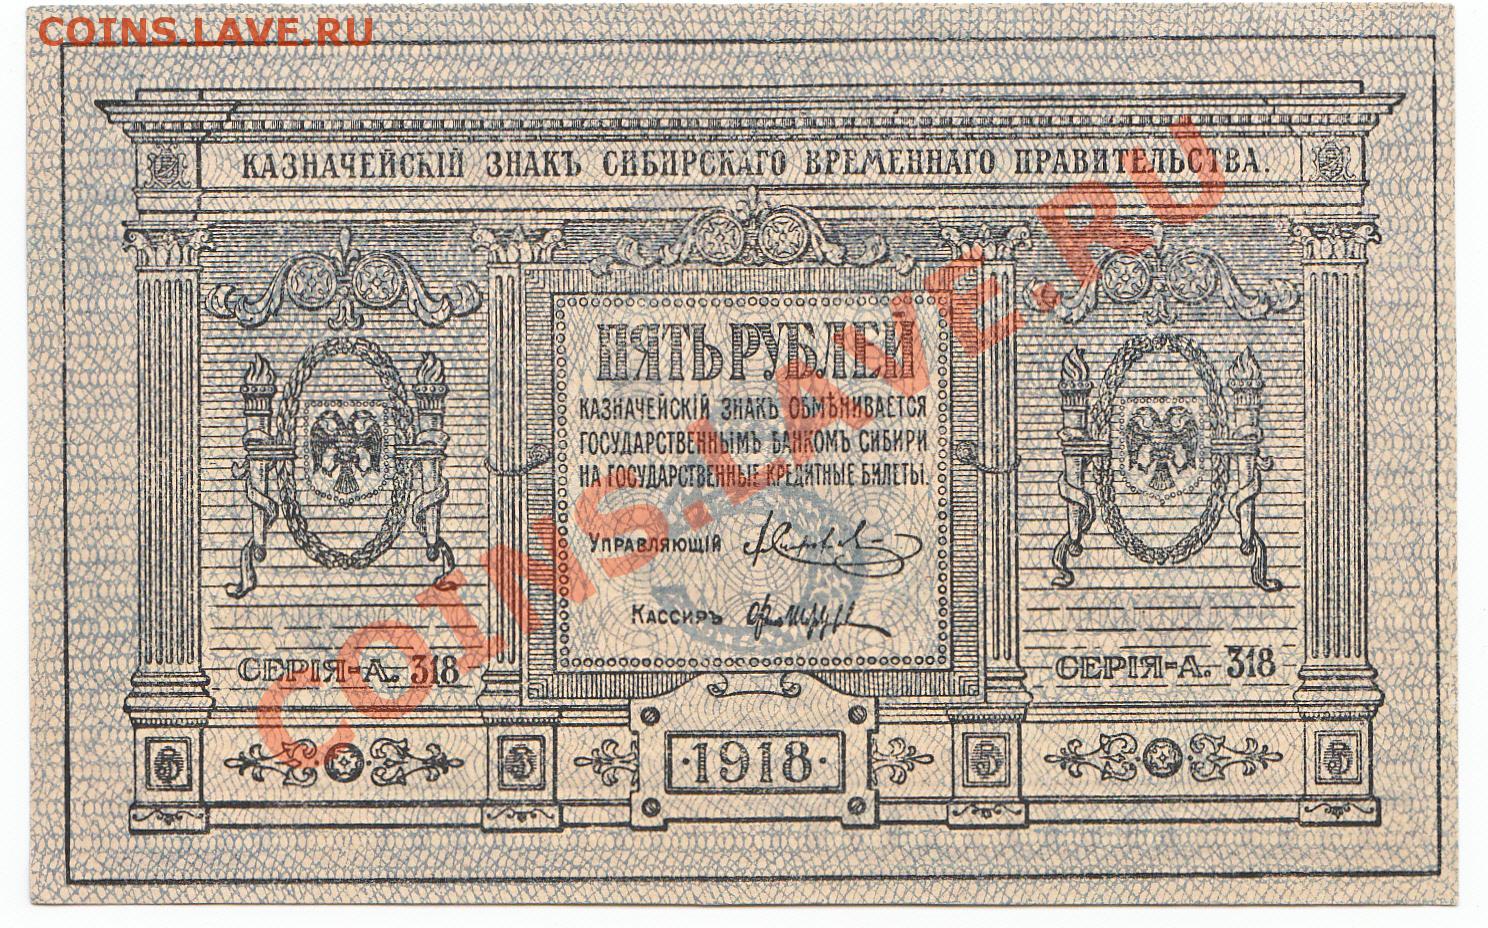 COINS.LAVE.RU
КАЗНАЧЕЙСКІЙ ЗНАКЪ СИБИРСКАГО ВРЕМЕННАГО ПРАВИТЕЛЬСТВА.
ПЯТЬ РУБЛЕЙ
КАЗНАЧЕЙСКІЙ ЗНАКЪ ОБМѢНИВАЕТСЯ
ГОСУДАРСТВЕННЫМЪ БАНКОМЪ СИБИРИ
НА ГОСУДАРСТВЕННЫЕ КРЕДИТНЫЕ БИЛЕТЫ.
УПРАВЛЯЮЩІЙ
КАССИРЪ
СЕРІЯ-А. 318
СЕРІЯ-А. 318
5
5
·1918·
5
5
COINS.LAVE.RU